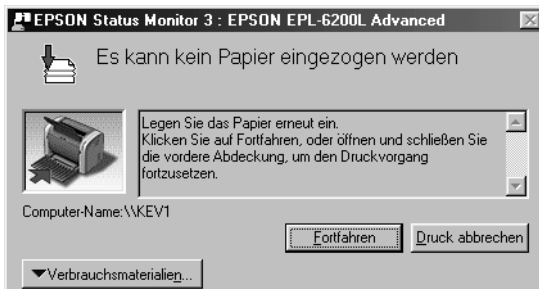 EPSON Status Monitor 3 : EPSON EPL-6200L Advanced
Es kann kein Papier eingezogen werden
Legen Sie das Papier erneut ein.
Klicken Sie auf Fortfahren, oder öffnen und schließen Sie
die vordere Abdeckung, um den Druckvorgang
fortzusetzen.
Computer-Name:\\KEV1
Fortfahren
Druck abbrechen
Verbrauchsmaterialien...